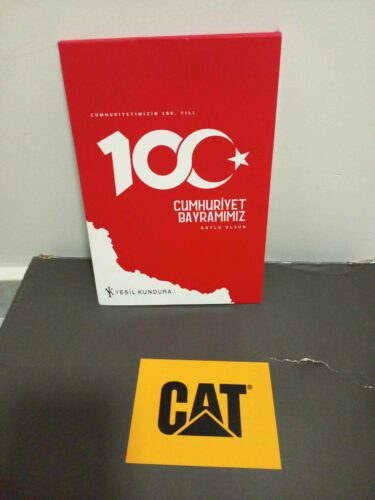 CUMHURİYETİMİZİN 100. YILI
100
CUMHURİYET
BAYRAMIMIZ
KUTLU OLSUN
YEŞİL KUNDURA
CAT®